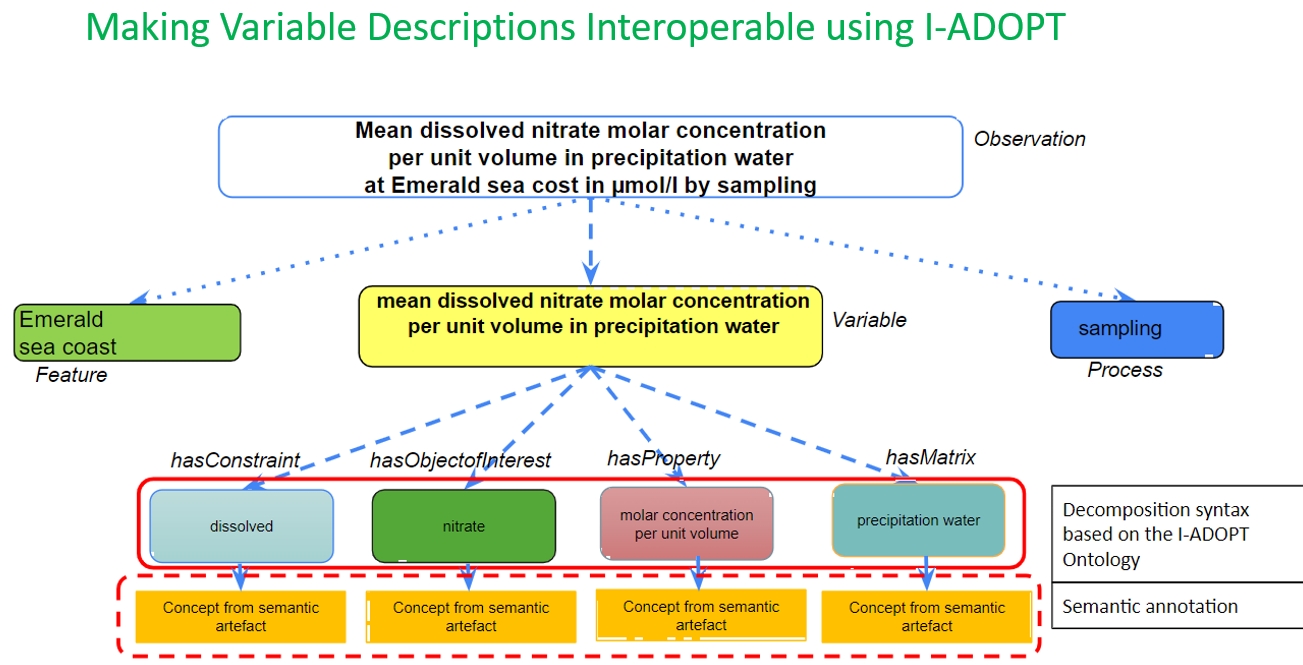 Making Variable Descriptions Interoperable using I-ADOPT
Mean dissolved nitrate molar concentration
per unit volume in precipitation water
at Emerald sea cost in µmol/l by sampling
Observation
Emerald
sea coast
Feature
mean dissolved nitrate molar concentration
per unit volume in precipitation water
Variable
sampling
Process
hasConstraint
hasObjectofInterest
hasProperty
hasMatrix
dissolved
nitrate
molar concentration
per unit volume
precipitation water
Decomposition syntax
based on the I-ADOPT
Ontology
Concept from semantic
artefact
Concept from semantic
artefact
Concept from semantic
artefact
Concept from semantic
artefact
Semantic annotation